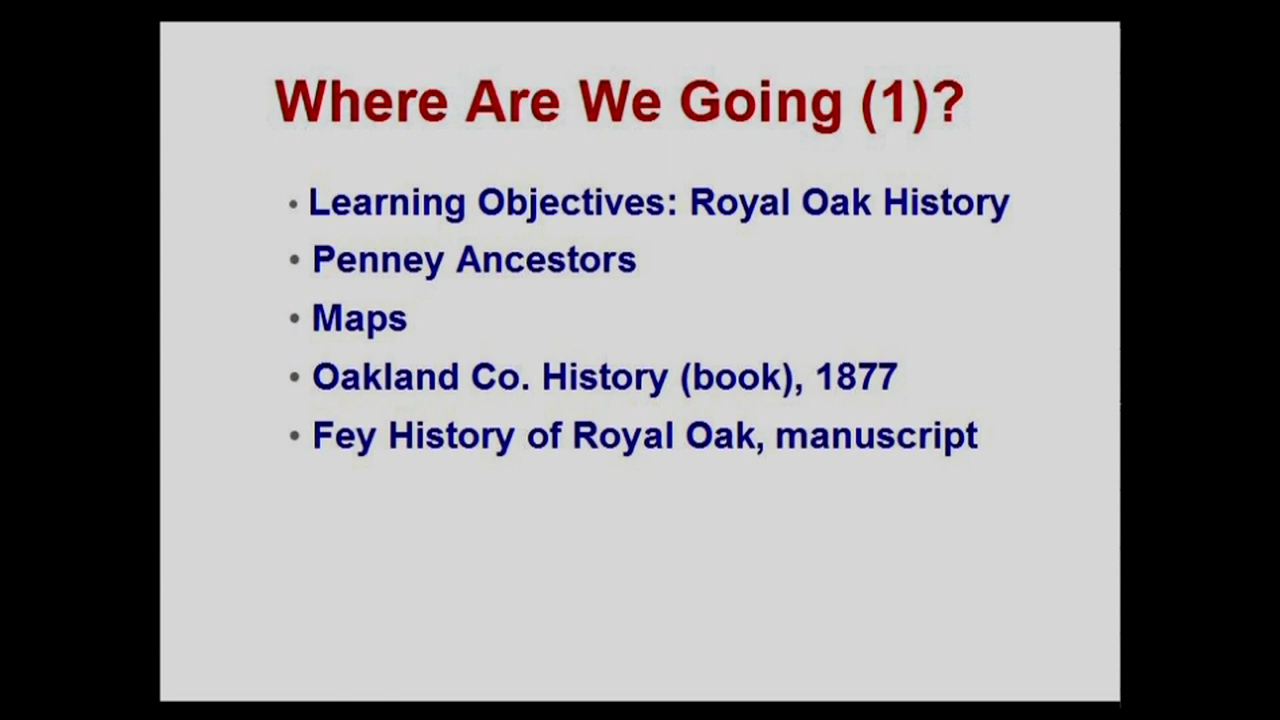 Where Are We Going (1)?
• Learning Objectives: Royal Oak History
• Penney Ancestors
• Maps
• Oakland Co. History (book), 1877
• Fey History of Royal Oak, manuscript